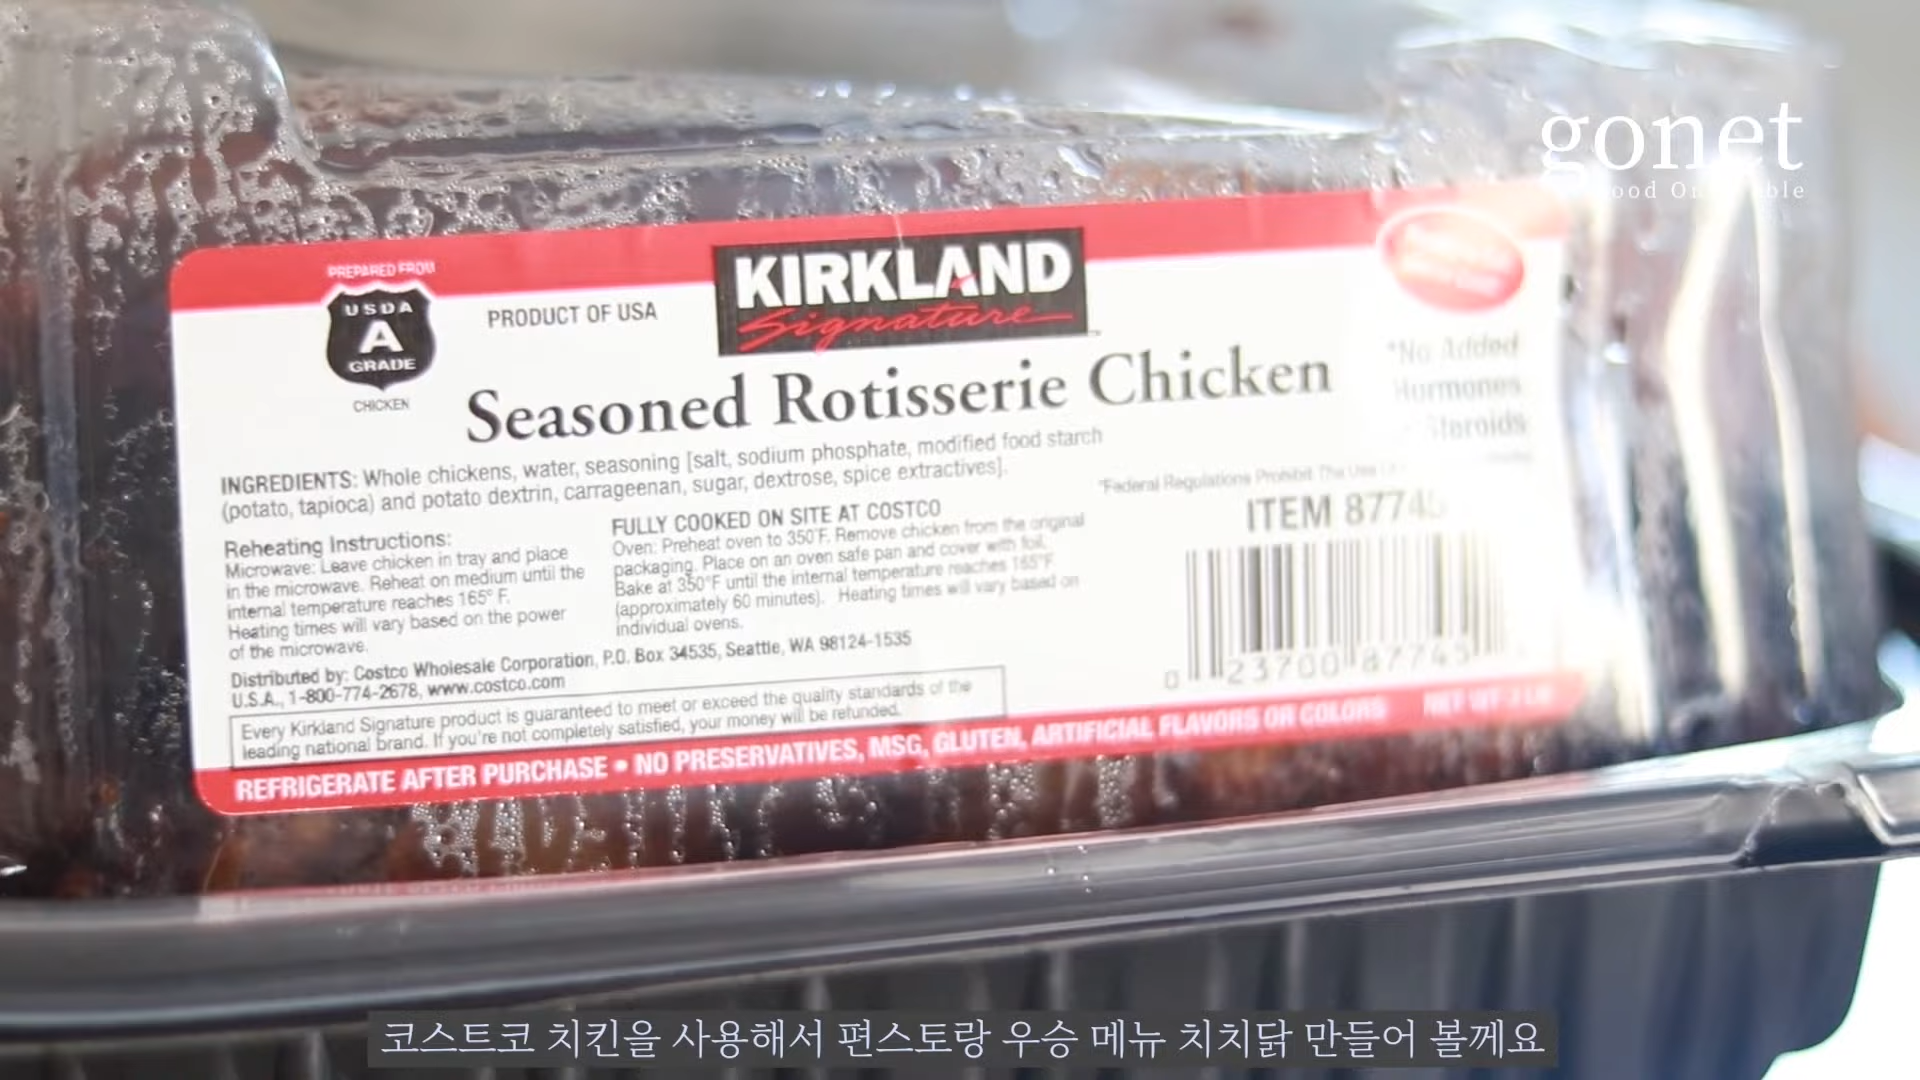 gonet
PREPARED FROM
USDA
A
GRADE
CHICKEN
PRODUCT OF USA
KIRKLAND
Signature
Seasoned Rotisserie Chicken
*No Added
Hormones
Steroids
INGREDIENTS: Whole chickens, water, seasoning [salt, sodium phosphate, modified food starch
(potato, tapioca) and potato dextrin, carrageenan, sugar, dextrose, spice extractives].
*Federal Regulations Prohibit The Use
ITEM 87745
Reheating Instructions:
Microwave: Leave chicken in tray and place
in the microwave. Reheat on medium until the
internal temperature reaches 165° F.
Heating times will vary based on the power
of the microwave.
FULLY COOKED ON SITE AT COSTCO
Oven: Preheat oven to 350°F. Remove chicken from the original
packaging. Place on an oven safe pan and cover with foil.
Bake at 350°F until the internal temperature reaches 165°F
(approximately 60 minutes). Heating times will vary based on
individual ovens.
Distributed by: Costco Wholesale Corporation, P.O. Box 34535, Seattle, WA 98124-1535
U.S.A., 1-800-774-2678, www.costco.com
0 23700 87745
Every Kirkland Signature product is guaranteed to meet or exceed the quality standards of the
leading national brand. If you're not completely satisfied, your money will be refunded.
REFRIGERATE AFTER PURCHASE • NO PRESERVATIVES, MSG, GLUTEN, ARTIFICIAL FLAVORS OR COLORS
코스트코 치킨을 사용해서 편스토랑 우승 메뉴 치치닭 만들어 볼께요